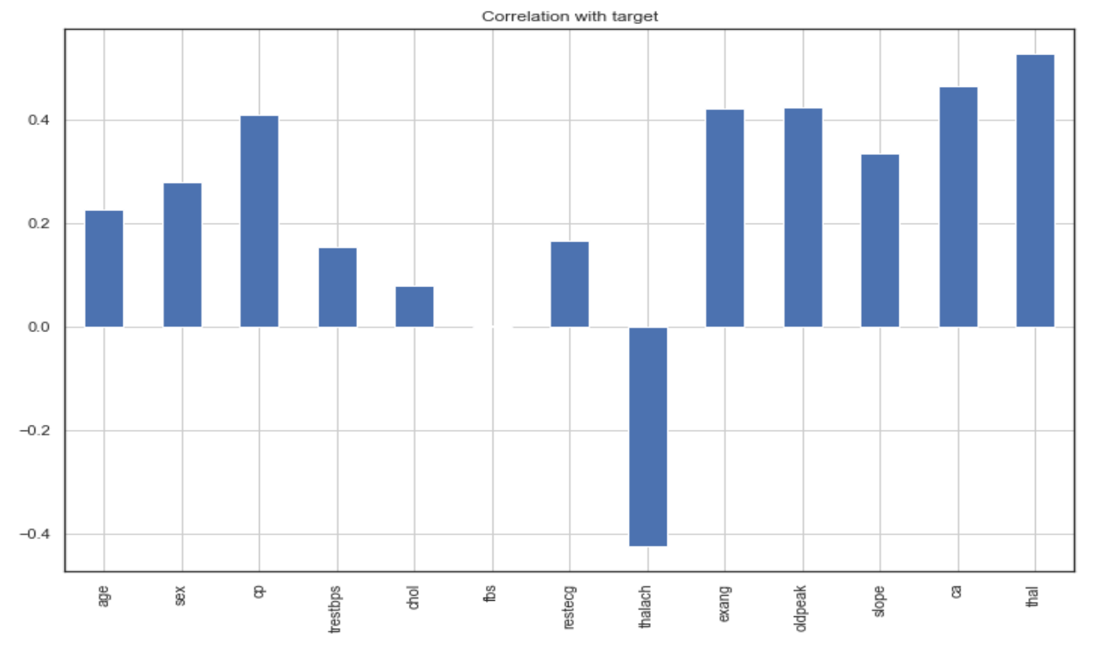 Correlation with target
0.4
0.2
0.0
−0.2
−0.4
age
sex
cp
trestbps
chol
fbs
restecg
thalach
exang
oldpeak
slope
ca
thal